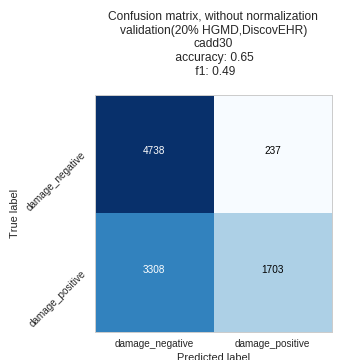 Confusion matrix, without normalization
validation(20% HGMD,DiscovEHR)
cadd30
accuracy: 0.65
f1: 0.49
True label
damage_negative
4738
237
damage_positive
3308
1703
damage_negative
damage_positive
Predicted label